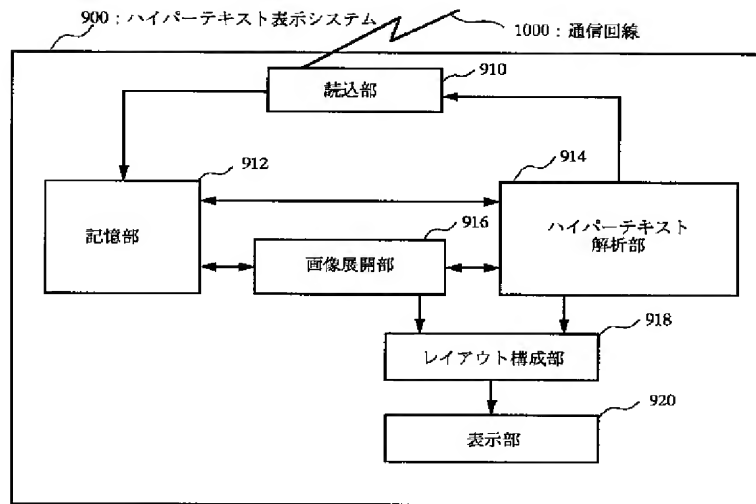 900：ハイパーテキスト表示システム
1000：通信回線
910
読込部
912
914
記憶部
916
ハイパーテキスト
解析部
画像展開部
918
レイアウト構成部
920
表示部